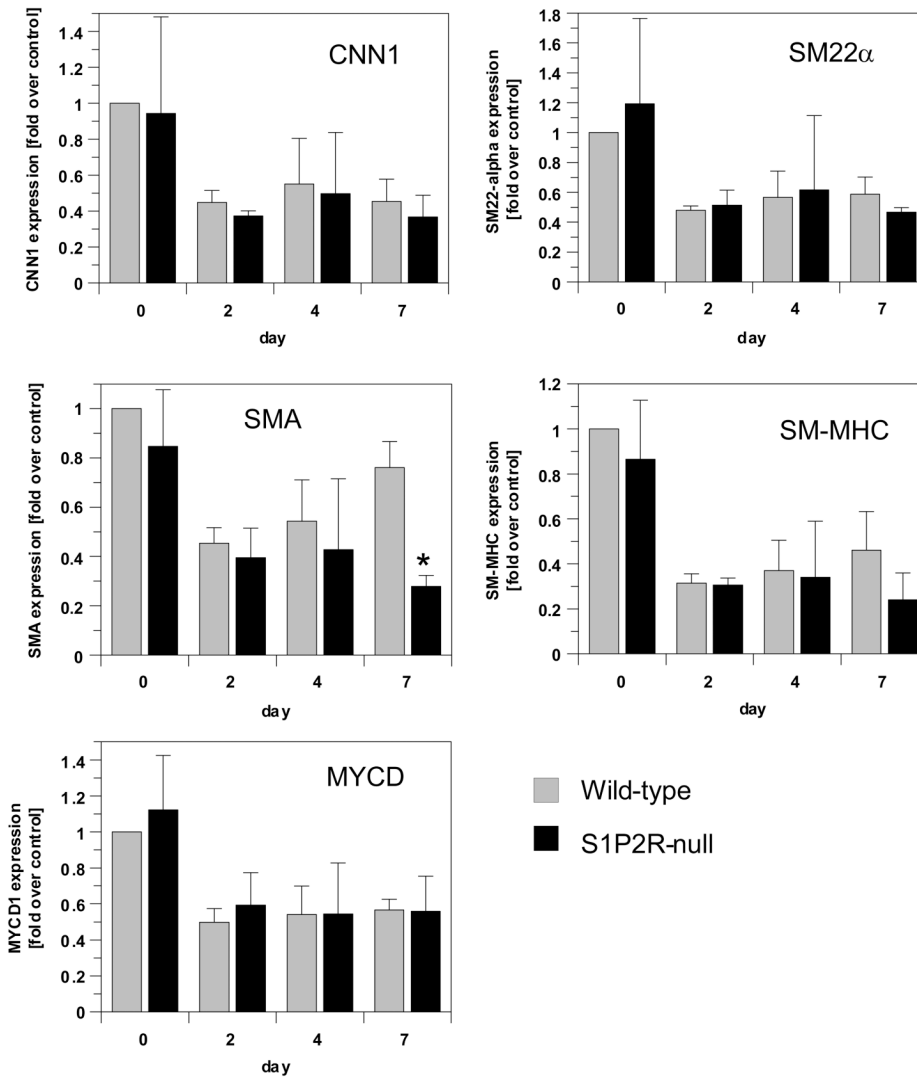 CNN1 expression [fold over control]
1.4
1.2
1
0.8
0.6
0.4
0.2
0
CNN1
0 2 4 7
day
SM22-alpha expression
[fold over control]
1.8
1.6
1.4
1.2
1.0
0.8
0.6
0.4
0.2
0
SM22α
0 2 4 7
day
SMA expression [fold over control]
1
0.8
0.6
0.4
0.2
0
SMA
*
0 2 4 7
day
SM-MHC expression
[fold over control]
1.2
1
0.8
0.6
0.4
0.2
0
SM-MHC
0 2 4 7
day
MYCD1 expression
[fold over control]
1.4
1.2
1.0
0.8
0.6
0.4
0.2
0
MYCD
0 2 4 7
day
Wild-type
S1P2R-null